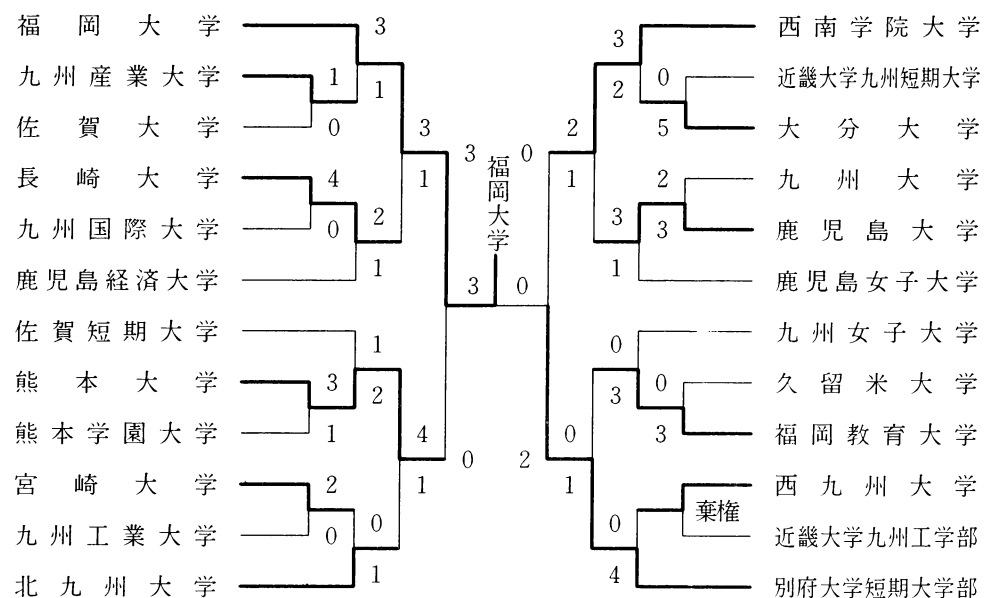 福岡大学
九州産業大学
佐賀大学
長崎大学
九州国際大学
鹿児島経済大学
佐賀短期大学
熊本大学
熊本学園大学
宮崎大学
九州工業大学
北九州大学
3
1
1
0
3
4
1
0
2
1
1
3
2
1
4
1
2
0
0
1
3
0
福岡大学
3
0
0
2
西南学院大学
近畿大学九州短期大学
大分大学
九州大学
鹿児島大学
鹿児島女子大学
九州女子大学
久留米大学
福岡教育大学
西九州大学
近畿大学九州工学部
別府大学短期大学部
3
0
2
5
2
2
1
3
3
1
0
0
3
3
0
1
棄権
0
4